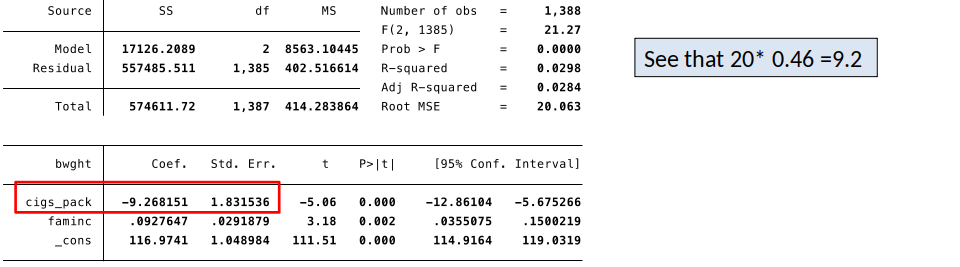 Source SS df MS Number of obs = 1,388
F(2, 1385) = 21.27
Model 17126.2089 2 8563.10445 Prob > F = 0.0000
Residual 557485.511 1,385 402.516614 R-squared = 0.0298
Adj R-squared = 0.0284
Total 574611.72 1,387 414.283864 Root MSE = 20.063
See that 20* 0.46 =9.2
bwght Coef. Std. Err. t P>|t| [95% Conf. Interval]
cigs_pack -9.268151 1.831536 -5.06 0.000 -12.86104 -5.675266
faminc .0927647 .0291879 3.18 0.002 .0355075 .1500219
_cons 116.9741 1.048984 111.51 0.000 114.9164 119.0319